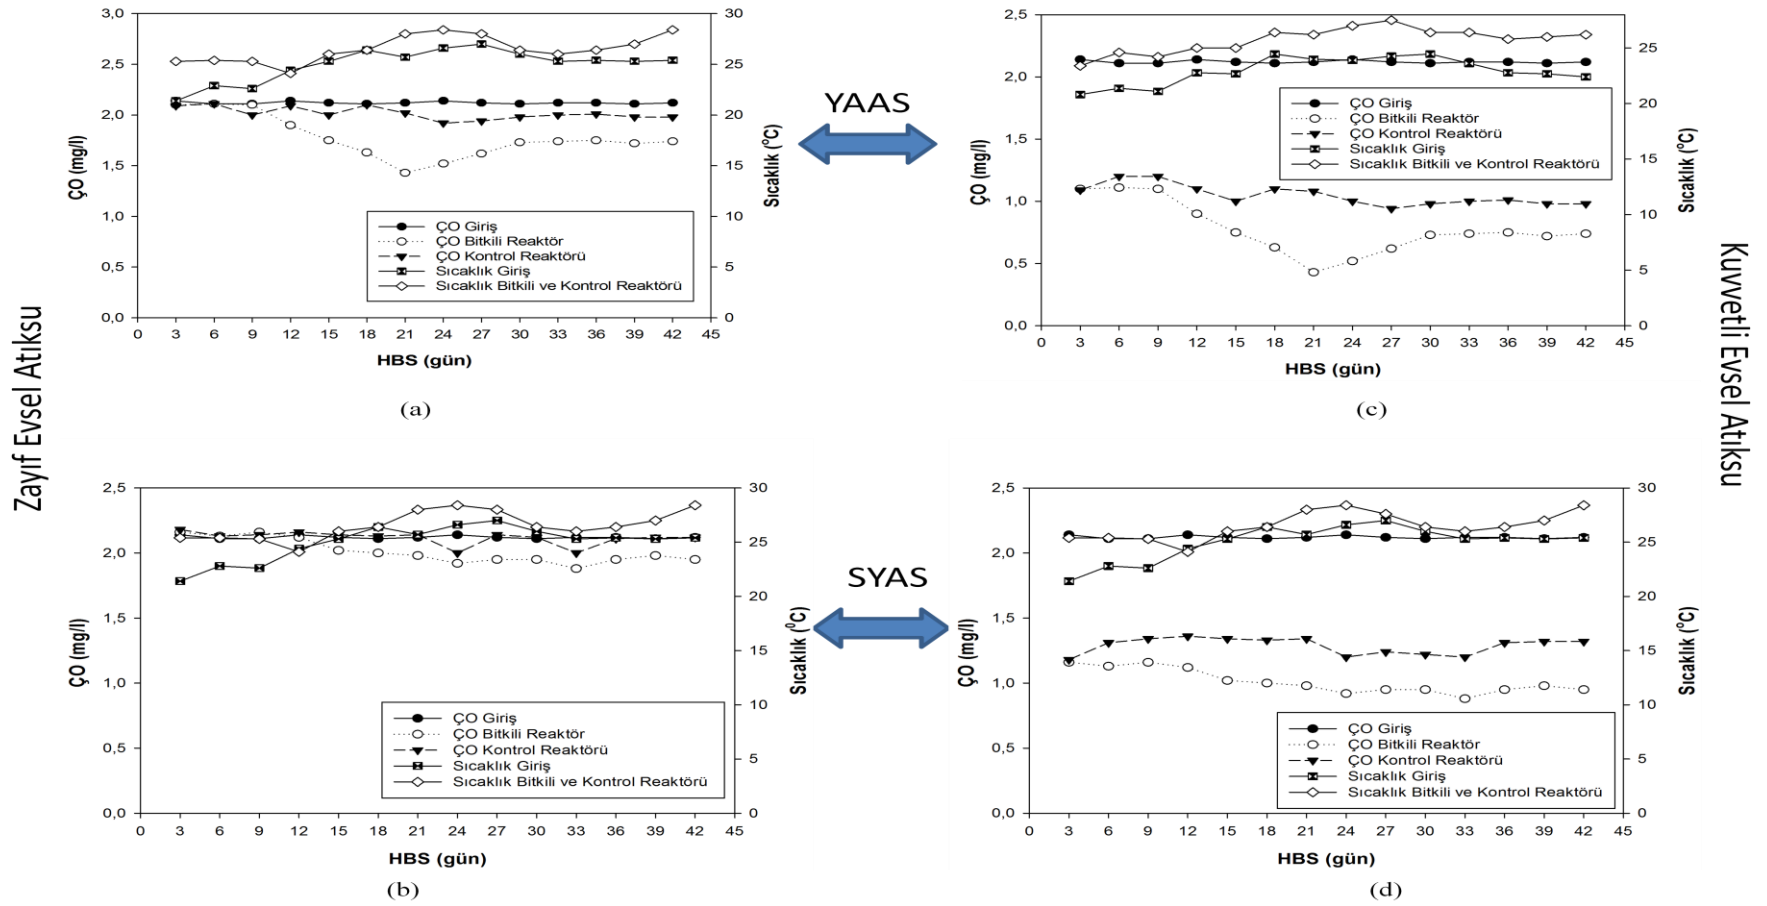 Zayıf Evsel Atıksu
ÇO (mg/l)
3,0
2,5
2,0
1,5
1,0
0,5
0,0
30
25
20
15
10
5
0
Sıcaklık (⁰C)
ÇO Giriş
ÇO Bitkili Reaktör
ÇO Kontrol Reaktörü
Sıcaklık Giriş
Sıcaklık Bitkili ve Kontrol Reaktörü
0 3 6 9 12 15 18 21 24 27 30 33 36 39 42 45
HBS (gün)
(a)
YAAS
ÇO (mg/l)
2,5
2,0
1,5
1,0
0,5
0,0
25
20
15
10
5
0
Sıcaklık (⁰C)
ÇO Giriş
ÇO Bitkili Reaktör
ÇO Kontrol Reaktörü
Sıcaklık Giriş
Sıcaklık Bitkili ve Kontrol Reaktörü
0 3 6 9 12 15 18 21 24 27 30 33 36 39 42 45
HBS (gün)
(c)
Kuvvetli Evsel Atıksu
ÇO (mg/l)
2,5
2,0
1,5
1,0
0,5
0,0
30
25
20
15
10
5
0
Sıcaklık (⁰C)
ÇO Giriş
ÇO Bitkili Reaktör
ÇO Kontrol Reaktörü
Sıcaklık Giriş
Sıcaklık Bitkili ve Kontrol Reaktörü
0 3 6 9 12 15 18 21 24 27 30 33 36 39 42 45
HBS (gün)
(b)
SYAS
ÇO (mg/l)
2,5
2,0
1,5
1,0
0,5
0,0
30
25
20
15
10
5
0
Sıcaklık (⁰C)
ÇO Giriş
ÇO Bitkili Reaktör
ÇO Kontrol Reaktörü
Sıcaklık Giriş
Sıcaklık Bitkili ve Kontrol Reaktörü
0 3 6 9 12 15 18 21 24 27 30 33 36 39 42 45
HBS (gün)
(d)